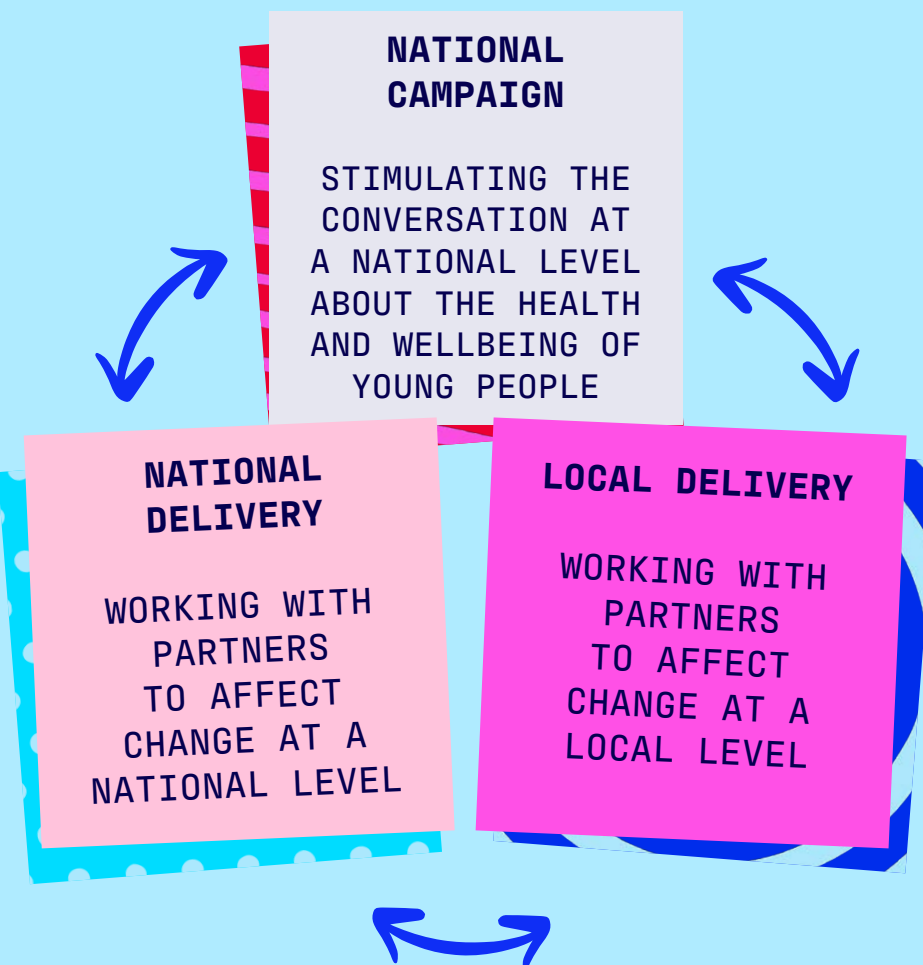 NATIONAL
CAMPAIGN
STIMULATING THE
CONVERSATION AT
A NATIONAL LEVEL
ABOUT THE HEALTH
AND WELLBEING OF
YOUNG PEOPLE
NATIONAL
DELIVERY
WORKING WITH
PARTNERS
TO AFFECT
CHANGE AT A
NATIONAL LEVEL
LOCAL DELIVERY
WORKING WITH
PARTNERS
TO AFFECT
CHANGE AT A
LOCAL LEVEL